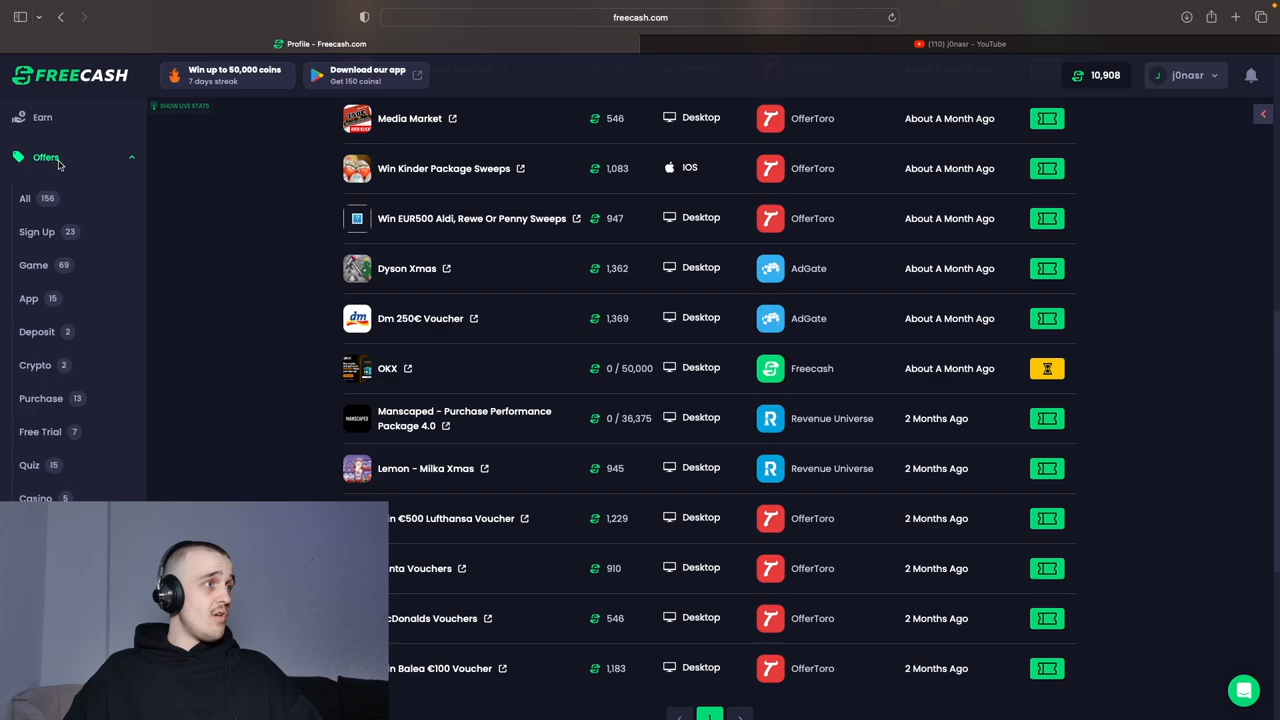 freecash.com
Profile - Freecash.com
(110) j0nasr - YouTube
FREECASH
Win up to 50,000 coins
7 days streak
Download our app
Get 150 coins!
10,908
J j0nasr
SHOW LIVE STATS
Earn
Offers
All 156
Sign Up 23
Game 69
App 15
Deposit 2
Crypto 2
Purchase 13
Free Trial 7
Quiz 15
Casino 5
Media Market 546 Desktop OfferToro About A Month Ago
Win Kinder Package Sweeps 1,083 IOS OfferToro About A Month Ago
Win EUR500 Aldi, Rewe Or Penny Sweeps 947 Desktop OfferToro About A Month Ago
Dyson Xmas 1,362 Desktop AdGate About A Month Ago
dm Dm 250€ Voucher 1,369 Desktop AdGate About A Month Ago
OKX 0 / 50,000 Desktop Freecash About A Month Ago
MANSCAPED Manscaped - Purchase Performance
Package 4.0 0 / 36,375 Desktop Revenue Universe 2 Months Ago
Lemon - Milka Xmas 945 Desktop Revenue Universe 2 Months Ago
€500 Lufthansa Voucher 1,229 Desktop OfferToro 2 Months Ago
Vouchers 910 Desktop OfferToro 2 Months Ago
Vouchers 546 Desktop OfferToro 2 Months Ago
Balea €100 Voucher 1,183 Desktop OfferToro 2 Months Ago
1